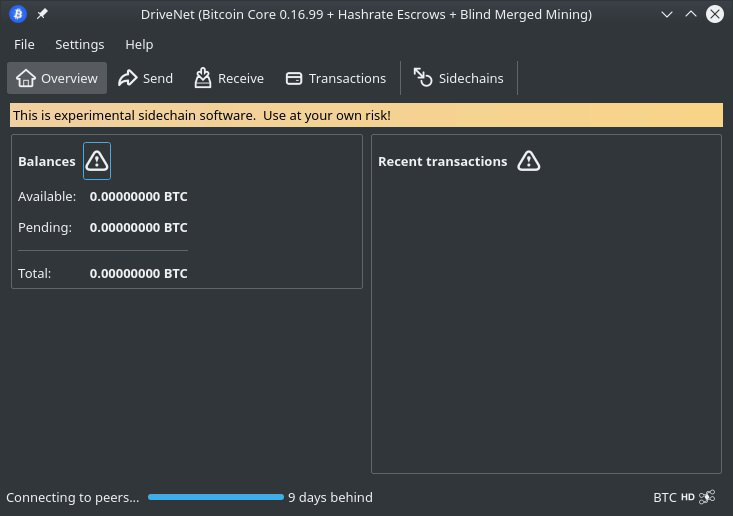 DriveNet (Bitcoin Core 0.16.99 + Hashrate Escrows + Blind Merged Mining)
File Settings Help
Overview Send Receive Transactions Sidechains
This is experimental sidechain software. Use at your own risk!
Balances
Available: 0.00000000 BTC
Pending: 0.00000000 BTC
Total: 0.00000000 BTC
Recent transactions
Connecting to peers... 9 days behind BTC HD